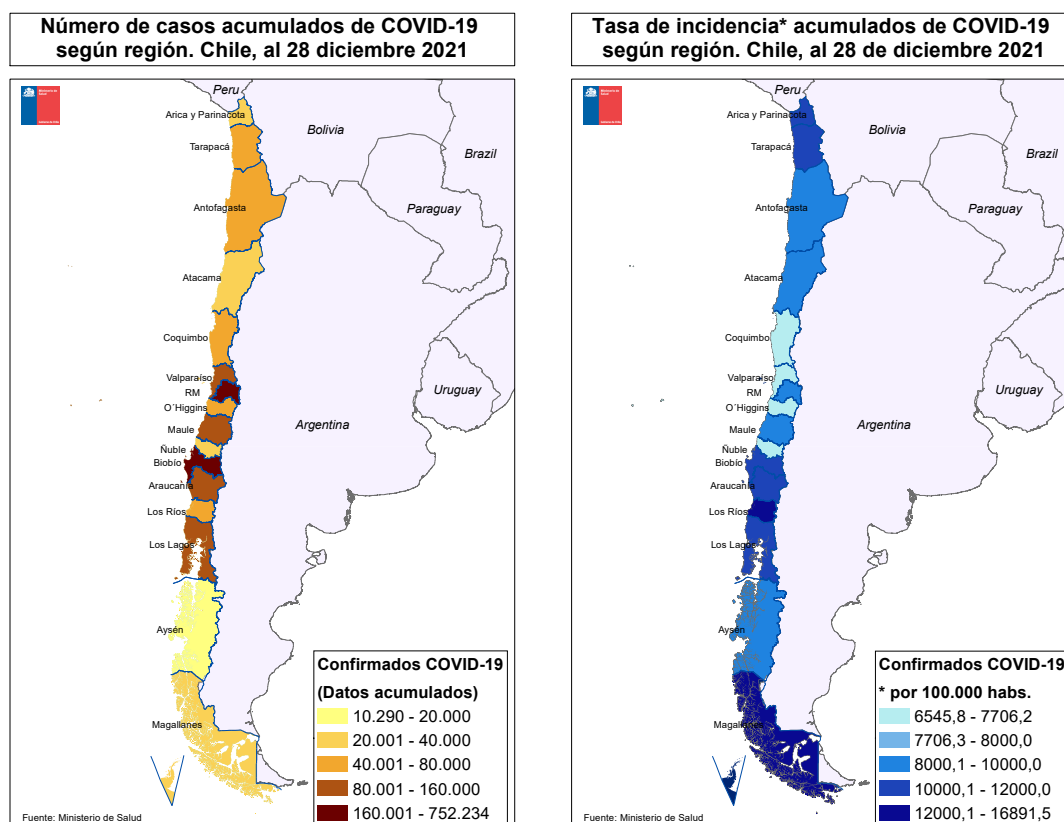 Número de casos acumulados de COVID-19
según región. Chile, al 28 diciembre 2021
Peru
Arica y Parinacota
Bolivia
Tarapacá
Brazil
Antofagasta
Paraguay
Atacama
Coquimbo
Valparaíso
RM
Uruguay
O´Higgins
Argentina
Maule
Ñuble
Biobío
Araucanía
Los Ríos
Los Lagos
Aysén
Magallanes
Confirmados COVID-19
(Datos acumulados)
10.290 - 20.000
20.001 - 40.000
40.001 - 80.000
80.001 - 160.000
160.001 - 752.234
Fuente: Ministerio de Salud
Tasa de incidencia* acumulados de COVID-19
según región. Chile, al 28 de diciembre 2021
Peru
Arica y Parinacota
Bolivia
Tarapacá
Brazil
Antofagasta
Paraguay
Atacama
Coquimbo
Valparaíso
RM
Uruguay
O´Higgins
Argentina
Maule
Ñuble
Biobío
Araucanía
Los Ríos
Los Lagos
Aysén
Magallanes
Confirmados COVID-19
* por 100.000 habs.
6545,8 - 7706,2
7706,3 - 8000,0
8000,1 - 10000,0
10000,1 - 12000,0
12000,1 - 16891,5
Fuente: Ministerio de Salud